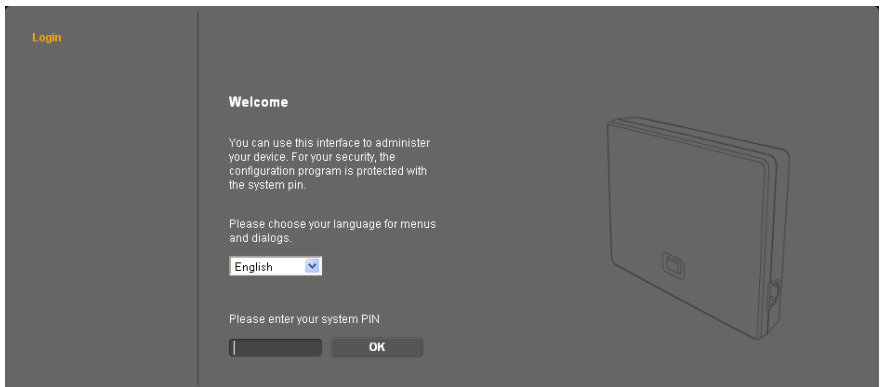 Login
Welcome
You can use this interface to administer
your device. For your security, the
configuration program is protected with
the system pin.
Please choose your language for menus
and dialogs.
English
Please enter your system PIN
OK